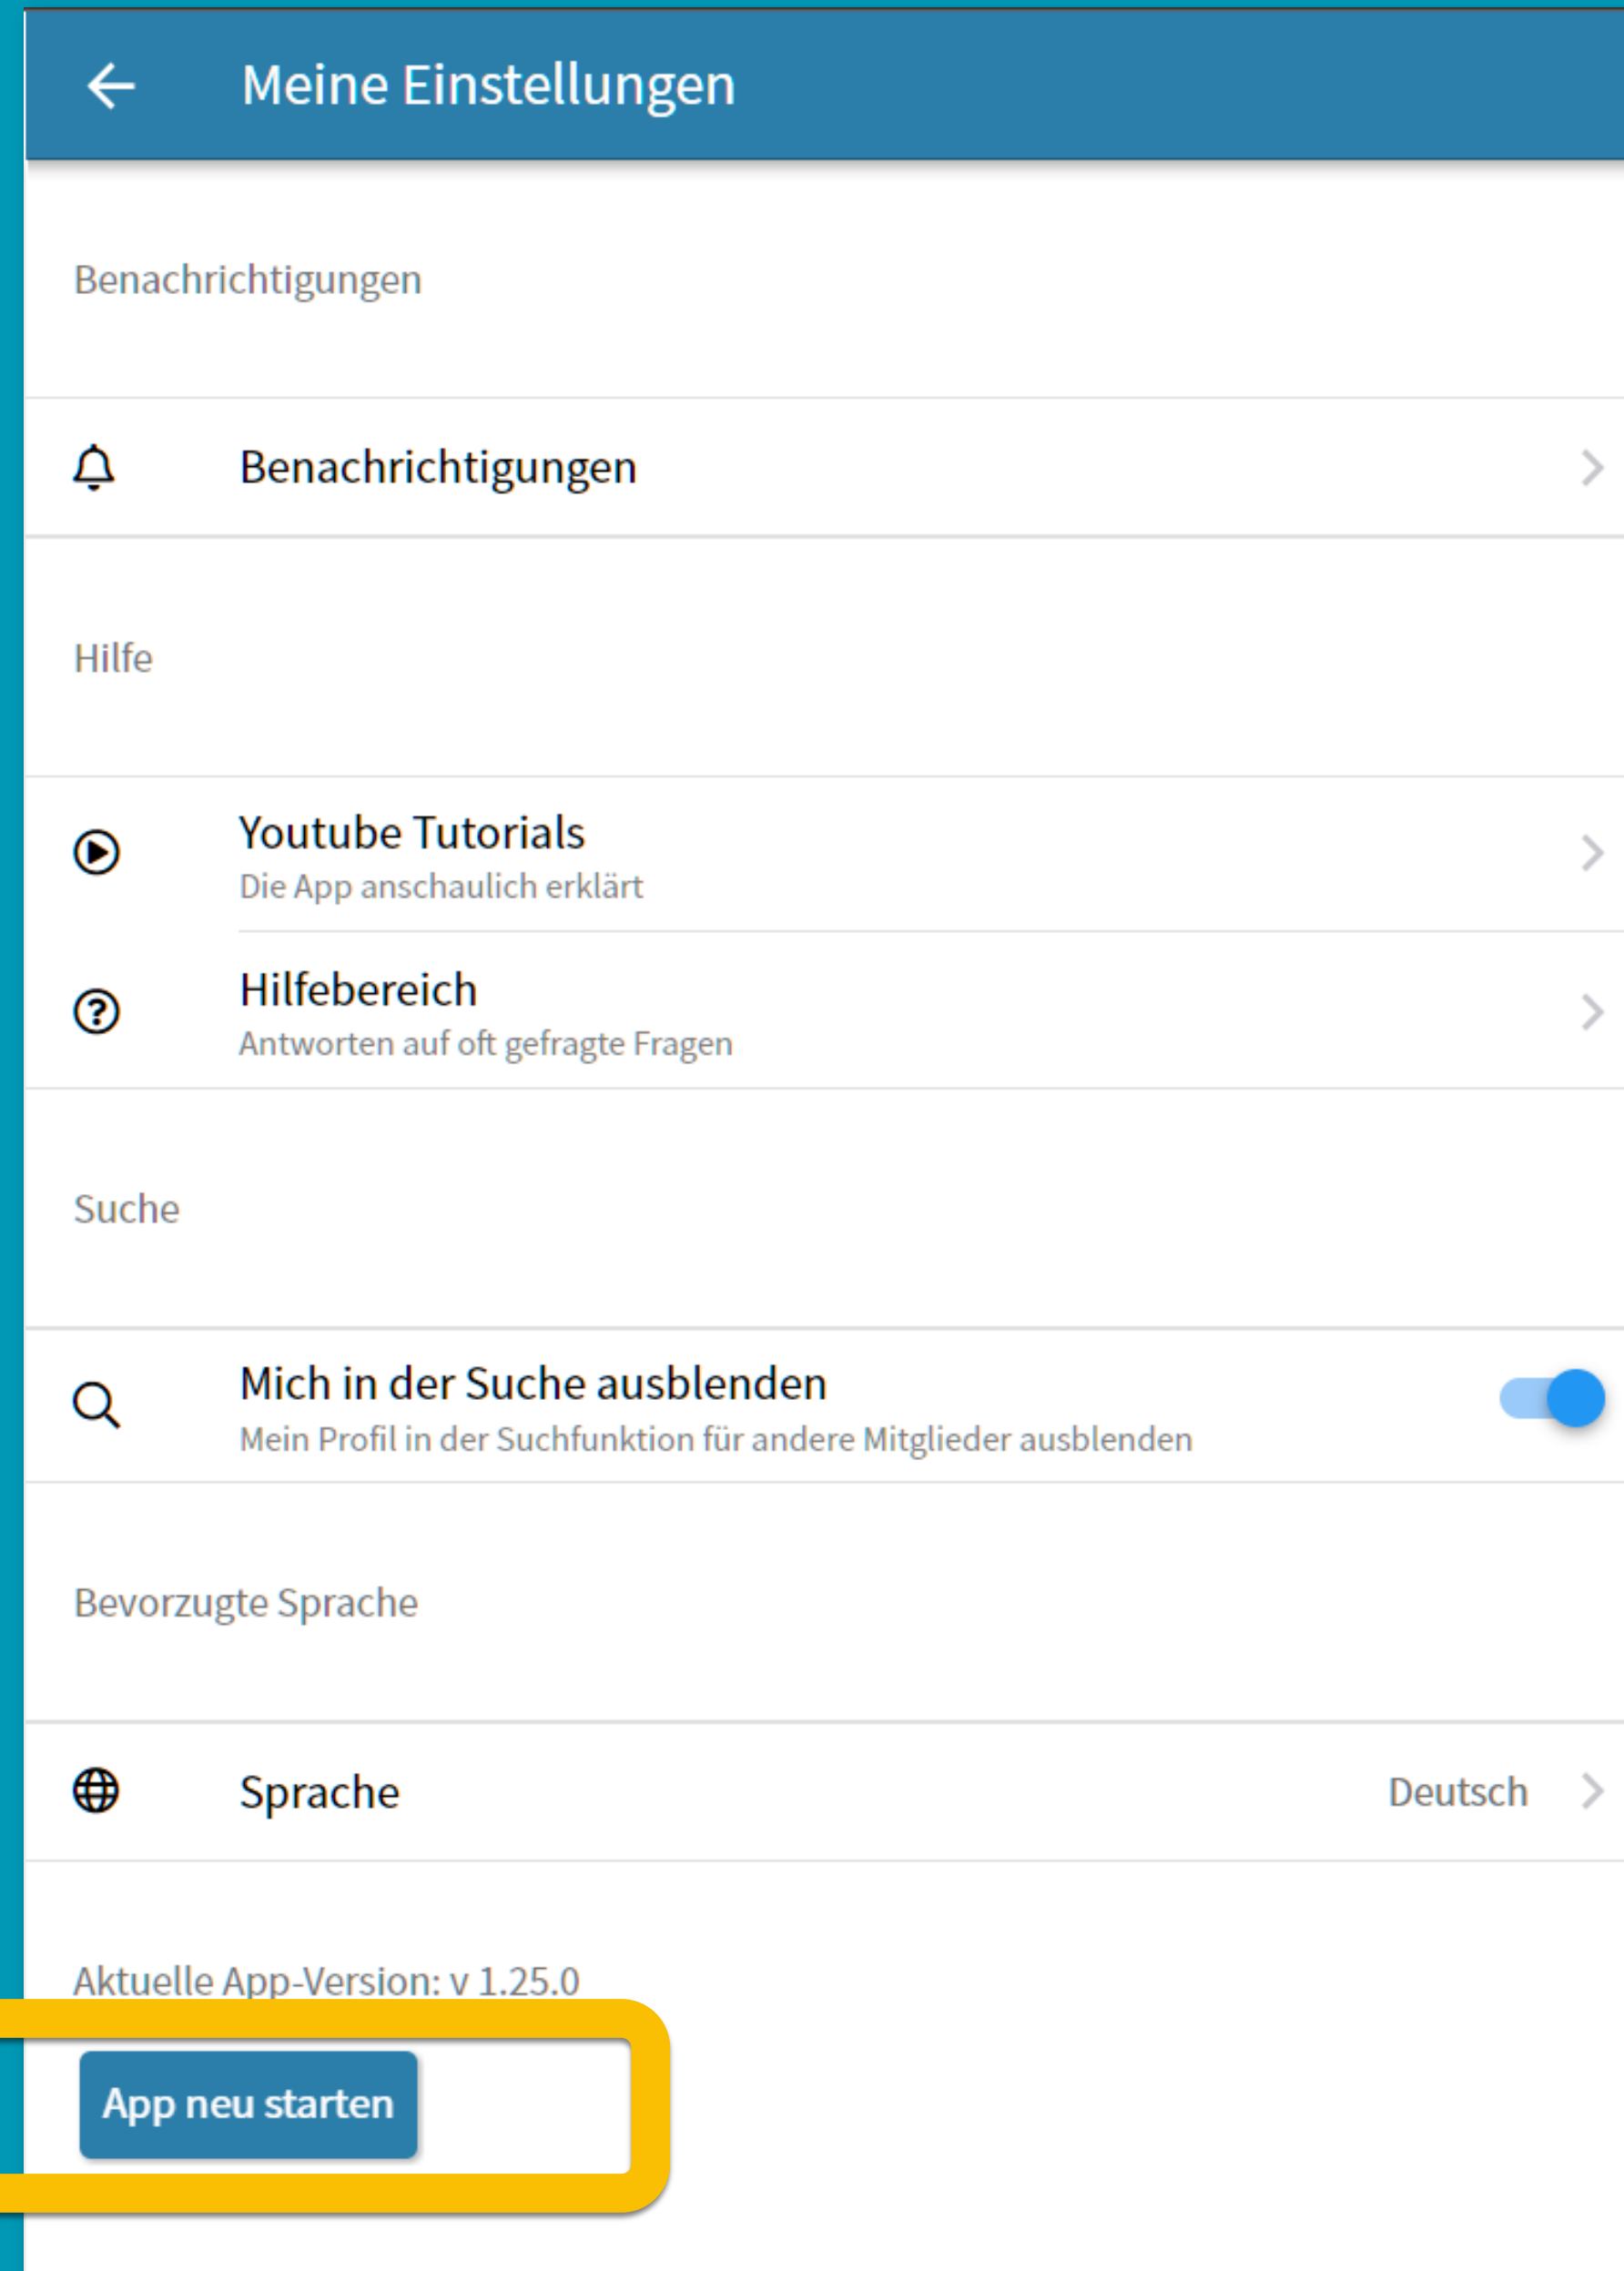 Meine Einstellungen
Benachrichtigungen
Benachrichtigungen
Hilfe
Youtube Tutorials
Die App anschaulich erklärt
Hilfebereich
Antworten auf oft gefragte Fragen
Suche
Mich in der Suche ausblenden
Mein Profil in der Suchfunktion für andere Mitglieder ausblenden
Bevorzugte Sprache
Sprache Deutsch
Aktuelle App-Version: v 1.25.0
App neu starten